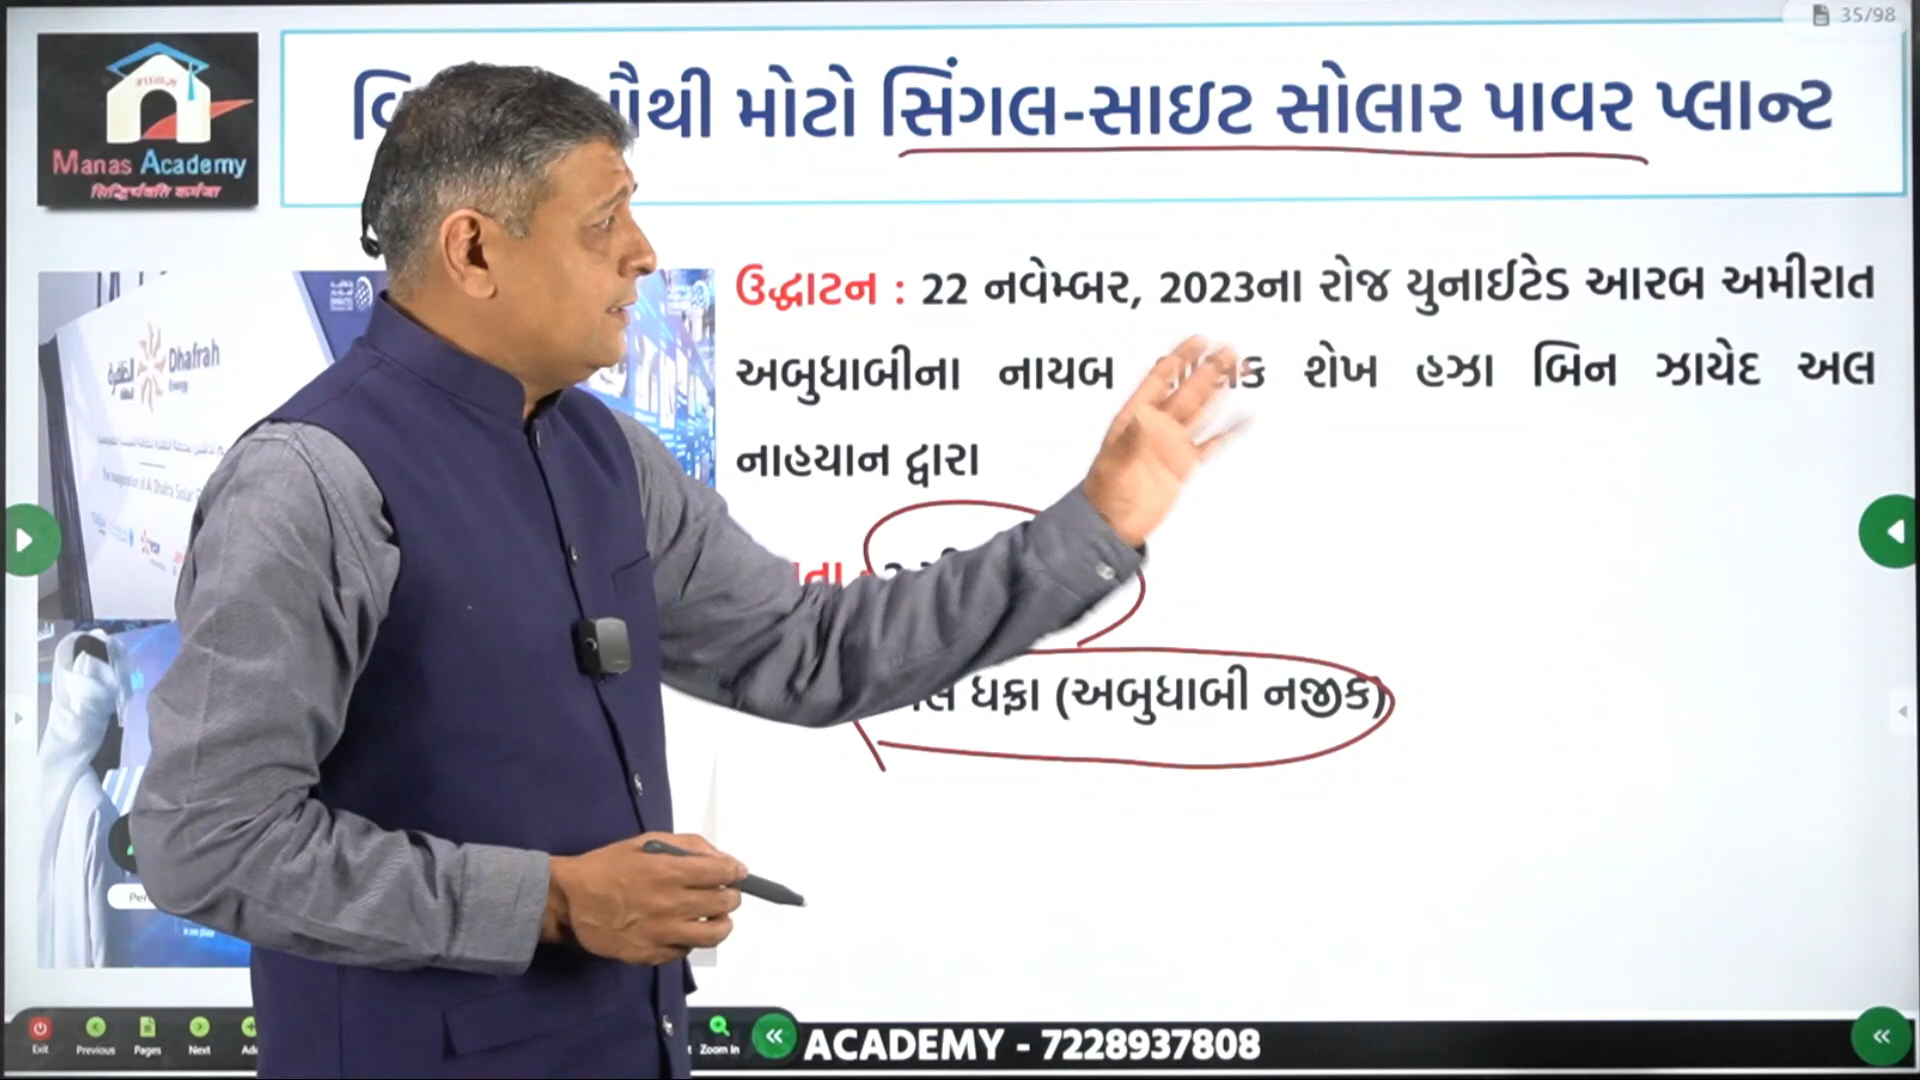 35/98
સિંગલ-સાઇટ સોલાર પાવર પ્લાન્ટ
મોટો
Manas Academy
ઉદ્ઘાટન : 22 નવેમ્બર, 2023ના રોજ યુનાઈટેડ આરબ અમીરાત
અબુધાબીના નાયબ શેખ હઝા બિન ઝાયેદ અલ
નાહયાન દ્વારા
ધફ્રા (અબુધાબી નજીક)
Dhafrah
Energy
Exit Previous Pages Next Zoom In
ACADEMY - 7228937808